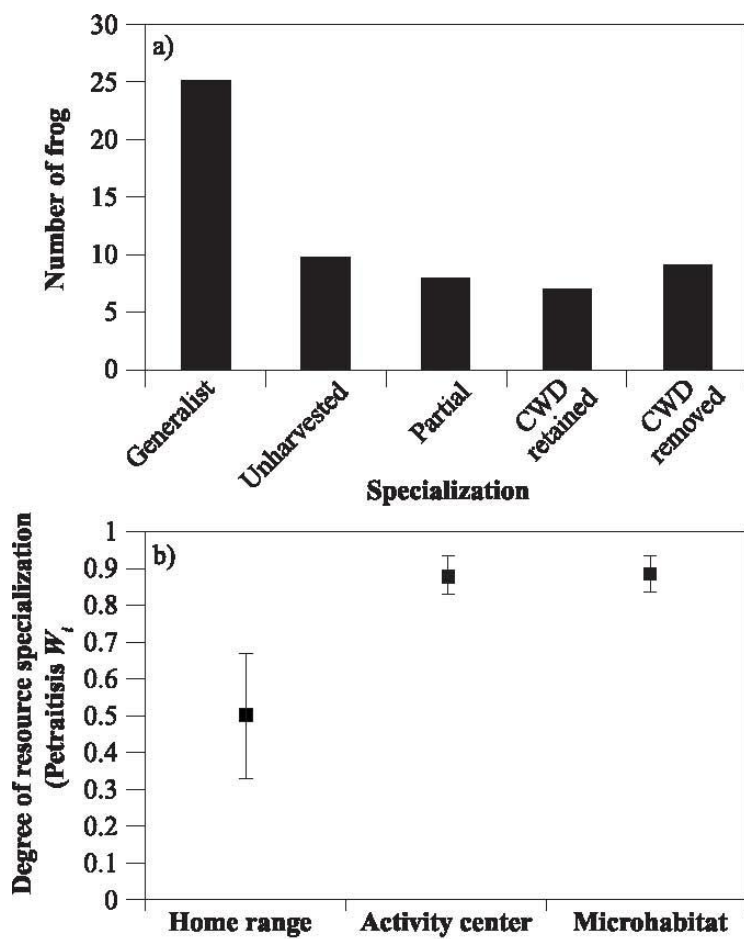 a)
Number of frog
30
25
20
15
10
5
0
Generalist
Unharvested
Partial
CWD
retained
CWD
removed
Specialization
b)
Degree of resource specialization
(Petraitisis Wi
1
0.9
0.8
0.7
0.6
0.5
0.4
0.3
0.2
0.1
0
Home range
Activity center
Microhabitat